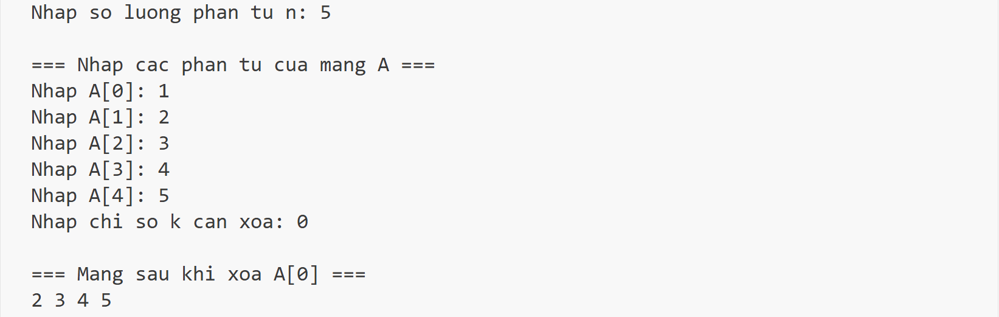 Nhap so luong phan tu n: 5
=== Nhap cac phan tu cua mang A ===
Nhap A[0]: 1
Nhap A[1]: 2
Nhap A[2]: 3
Nhap A[3]: 4
Nhap A[4]: 5
Nhap chi so k can xoa: 0
=== Mang sau khi xoa A[0] ===
2 3 4 5